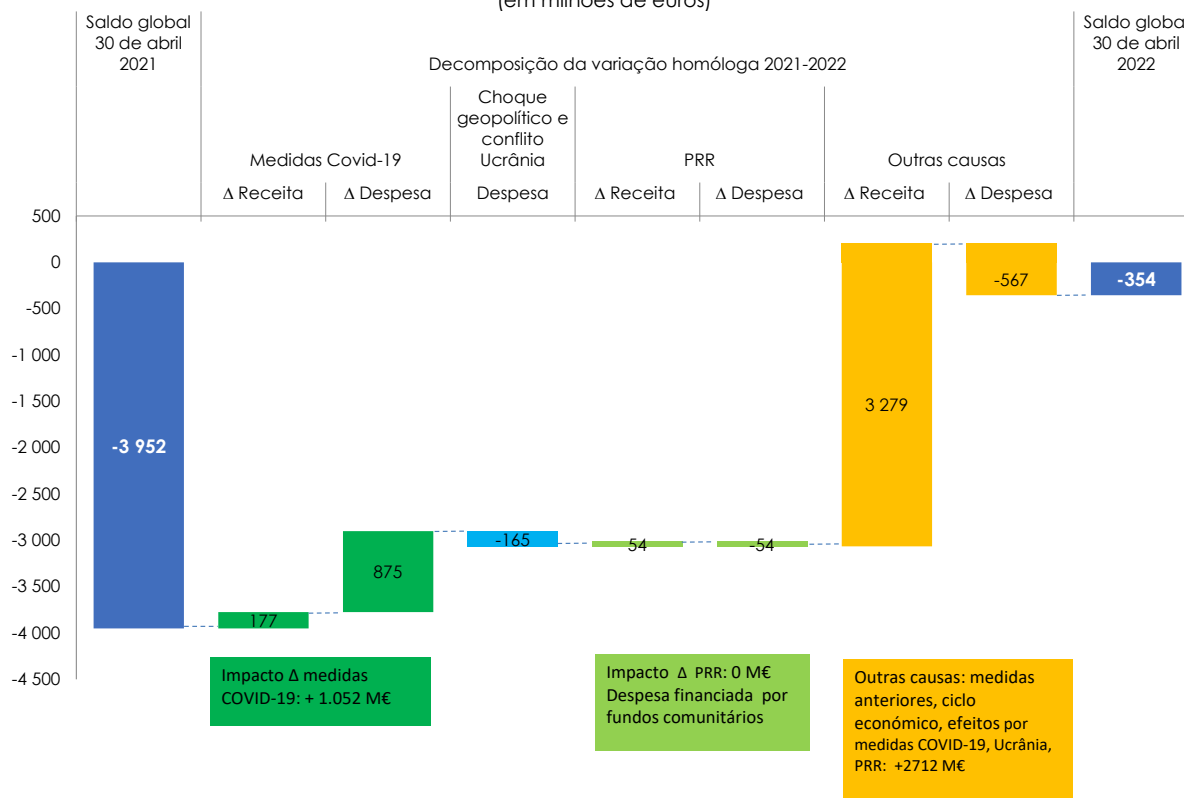 (em milhões de euros)
Saldo global
30 de abril
2021
Saldo globa
30 de abril
2022
Decomposição da variação homóloga 2021-2022
Medidas Covid-19
Choque
geopolítico e
conflito
Ucrânia
PRR
Outras causas
Δ Receita
Δ Despesa
Despesa
Δ Receita
Δ Despesa
Δ Receita
Δ Despesa
500
0
-500
-1 000
-1 500
-2 000
-2 500
-3 000
-3 500
-4 000
-4 500
-3 952
177
875
-165
54
-54
3 279
-567
-354
Impacto Δ medidas
COVID-19: + 1.052 M€
Impacto Δ PRR: 0 M€
Despesa financiada por
fundos comunitários
Outras causas: medidas
anteriores, ciclo
económico, efeitos por
medidas COVID-19, Ucrânia,
PRR: +2712 M€